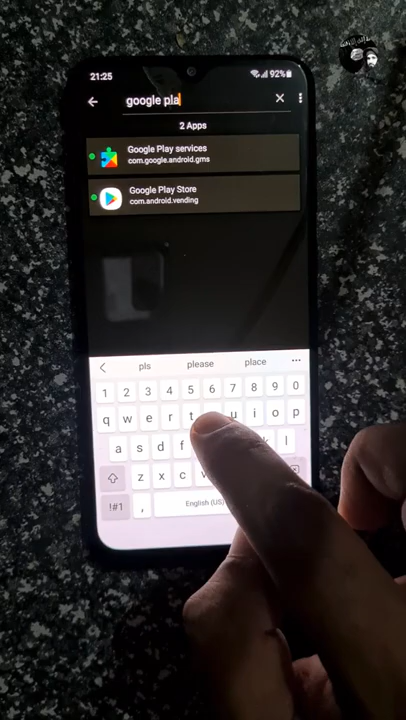 21:25
92%
google pla
2 Apps
Google Play services
com.google.android.gms
Google Play Store
com.android.vending
pls please place
1 2 3 4 5 6 7 8 9 0
q w e r t u i o p
a s d f k l
z x c v
!#1 , English (US)